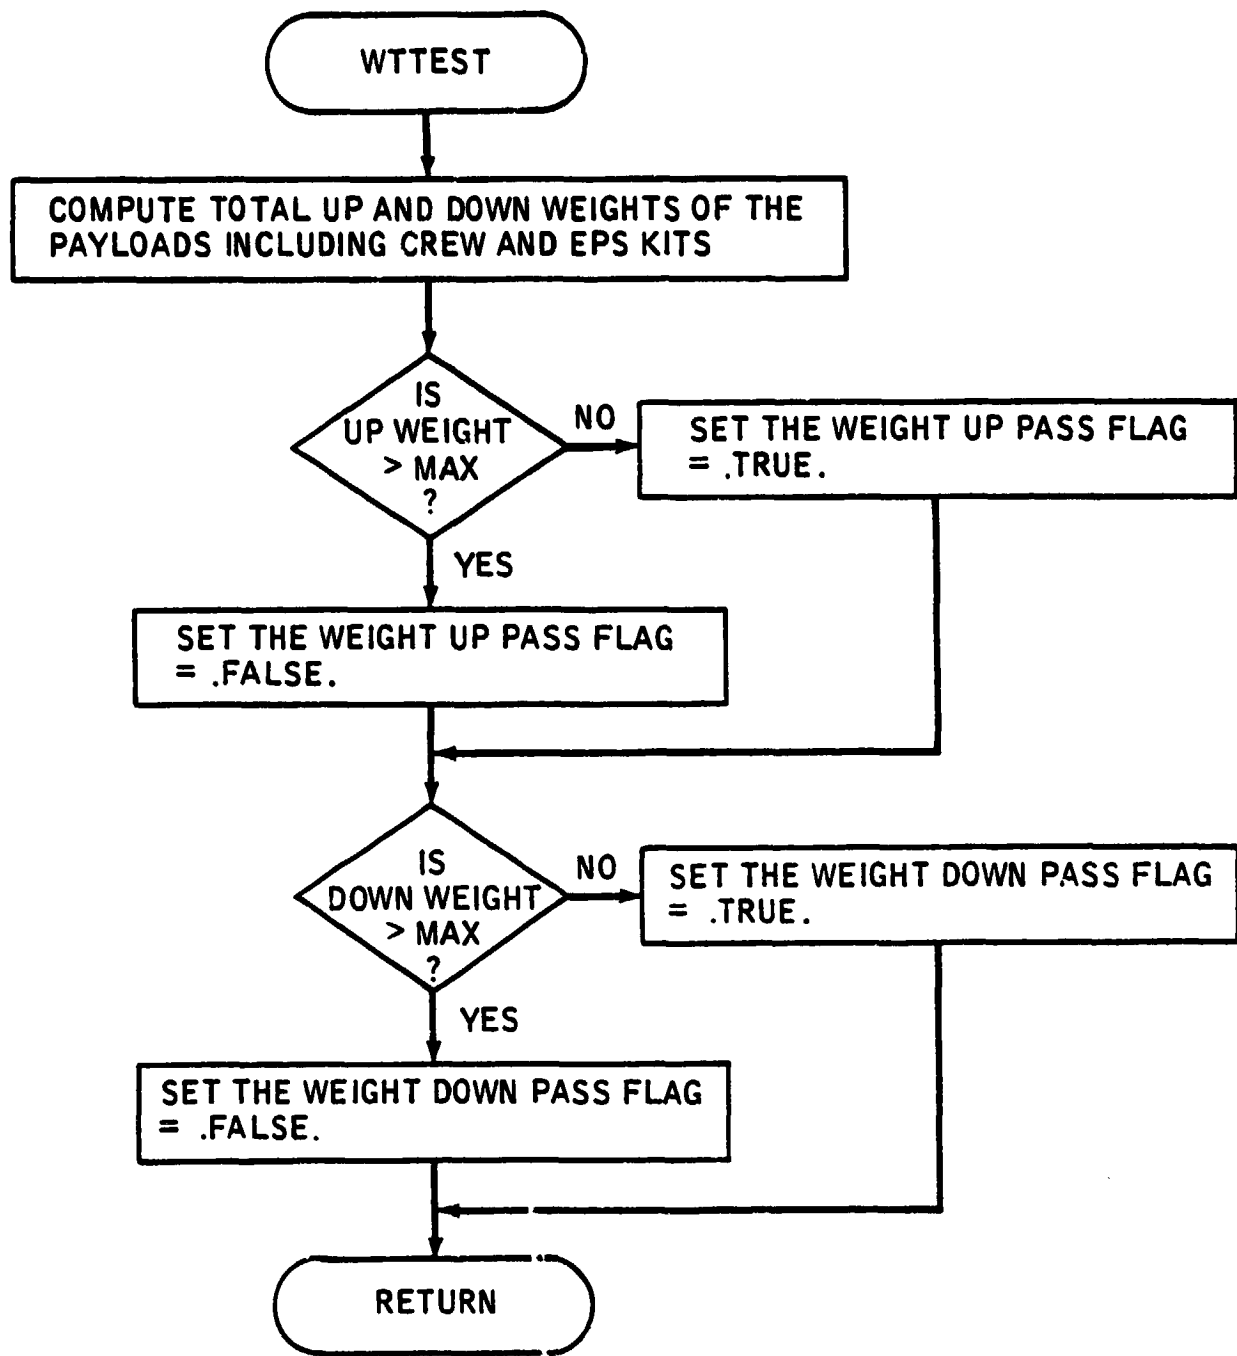 WTTEST
COMPUTE TOTAL UP AND DOWN WEIGHTS OF THE
PAYLOADS INCLUDING CREW AND EPS KITS
IS
UP WEIGHT
> MAX
?
NO
SET THE WEIGHT UP PASS FLAG
= .TRUE.
YES
SET THE WEIGHT UP PASS FLAG
= .FALSE.
IS
DOWN WEIGHT
> MAX
?
NO
SET THE WEIGHT DOWN PASS FLAG
= .TRUE.
YES
SET THE WEIGHT DOWN PASS FLAG
= .FALSE.
RETURN